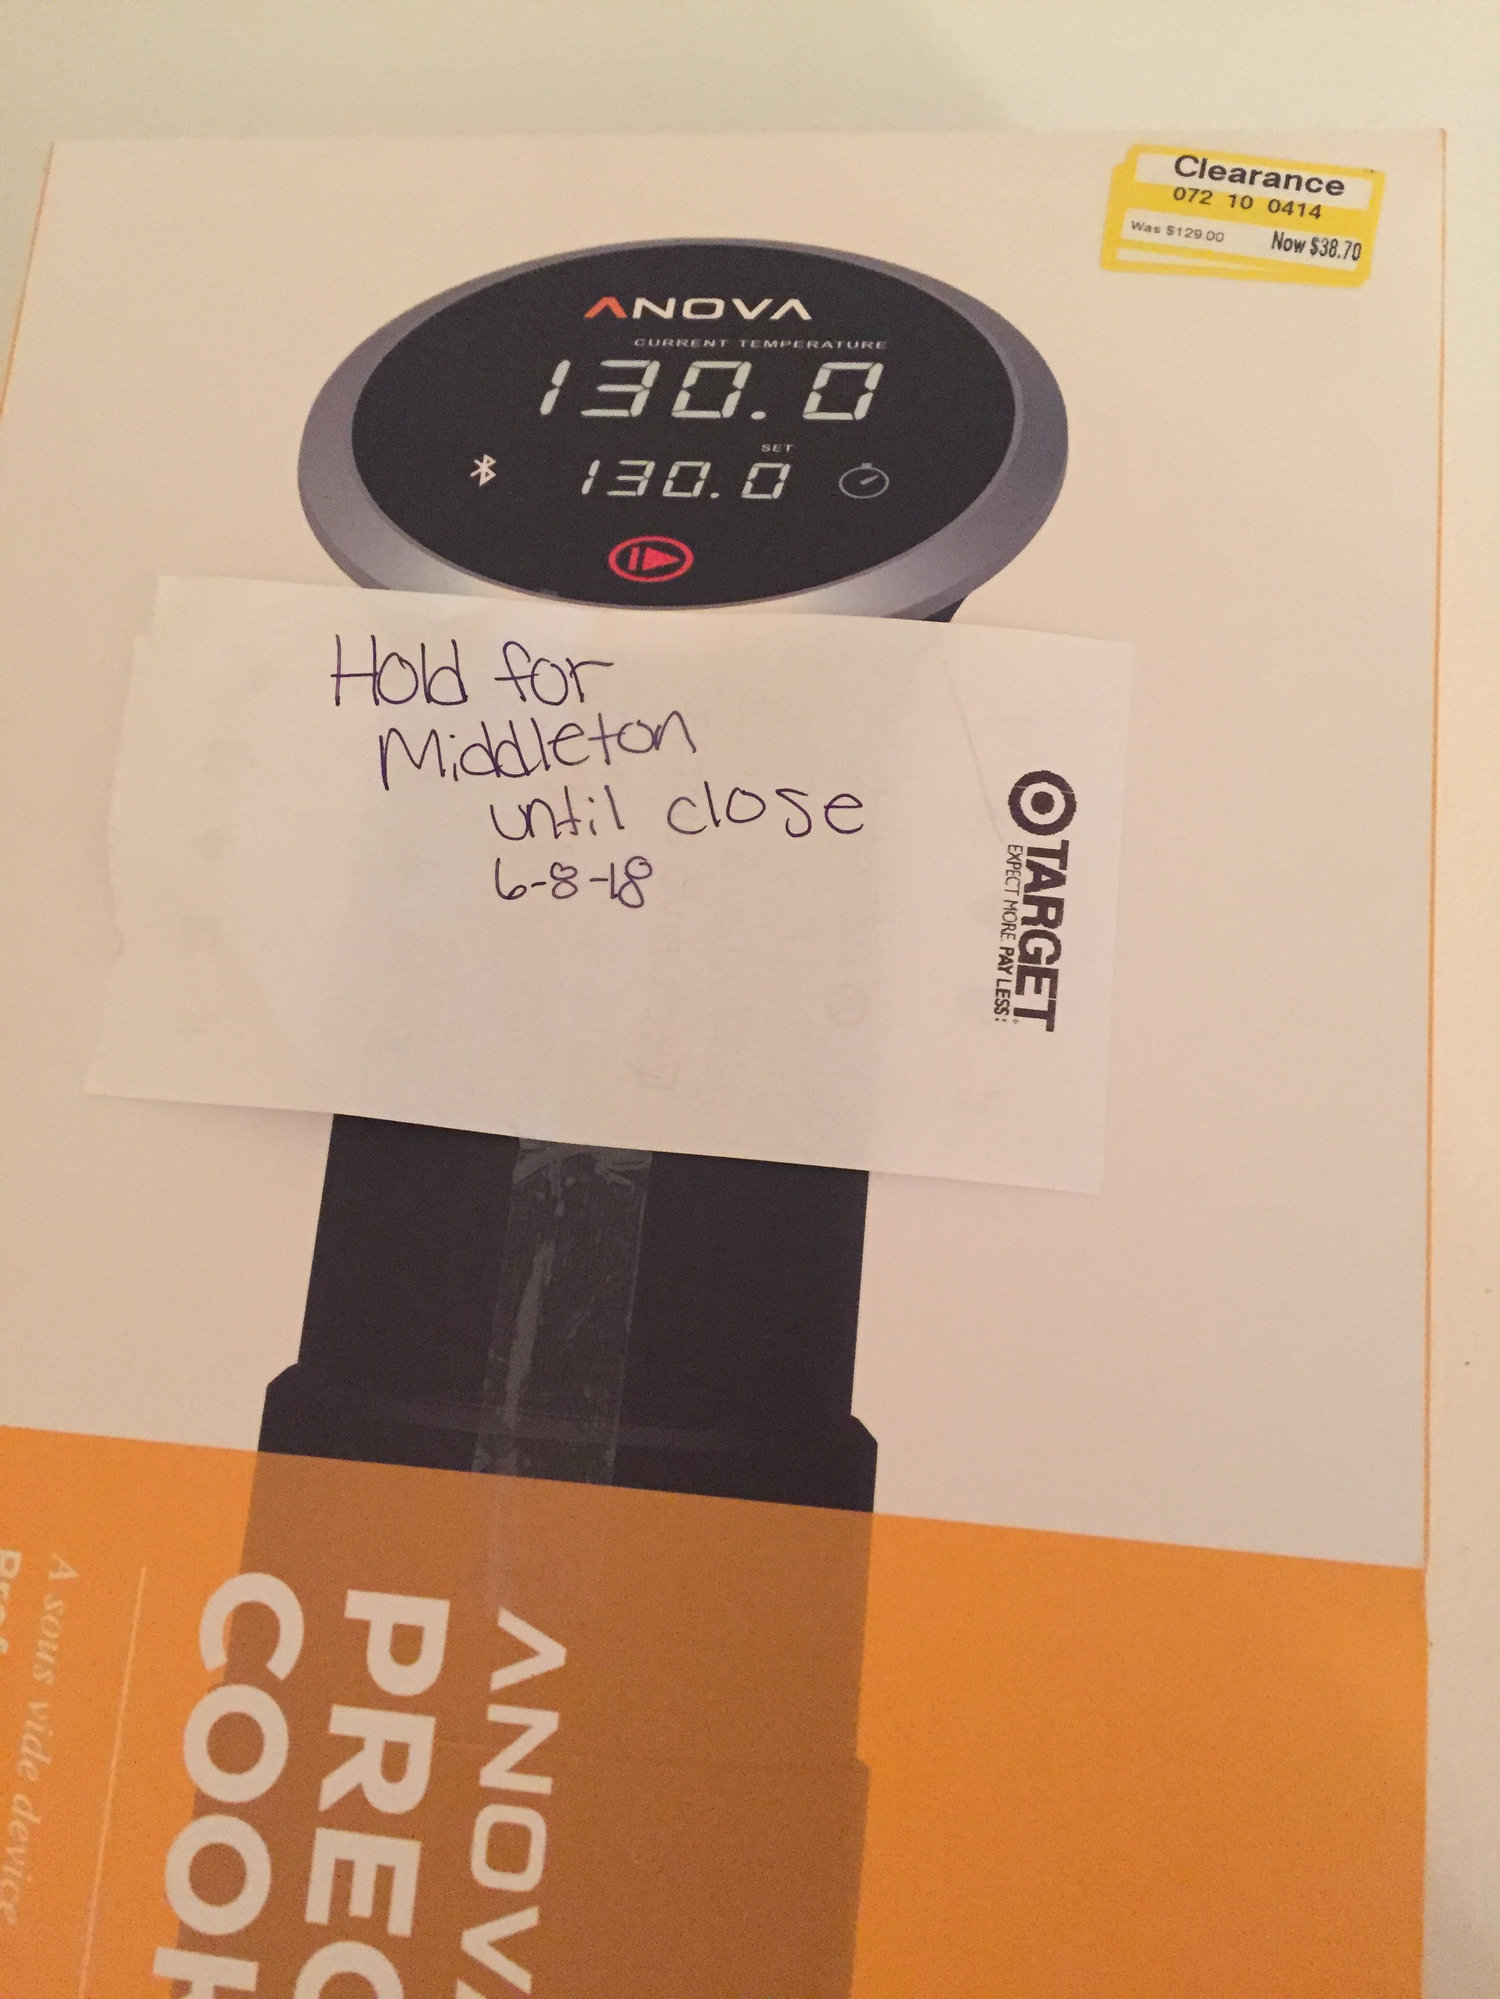 Clearance
072 10 0414
Was $129.00 Now $38.70
ANOVA
CURRENT TEMPERATURE
130.0
SET
130.0
Hold for
Middleton
until close
6-8-18
TARGET
EXPECT MORE PAY LESS.
ANOVA
PREC
COOK
A sous vide device